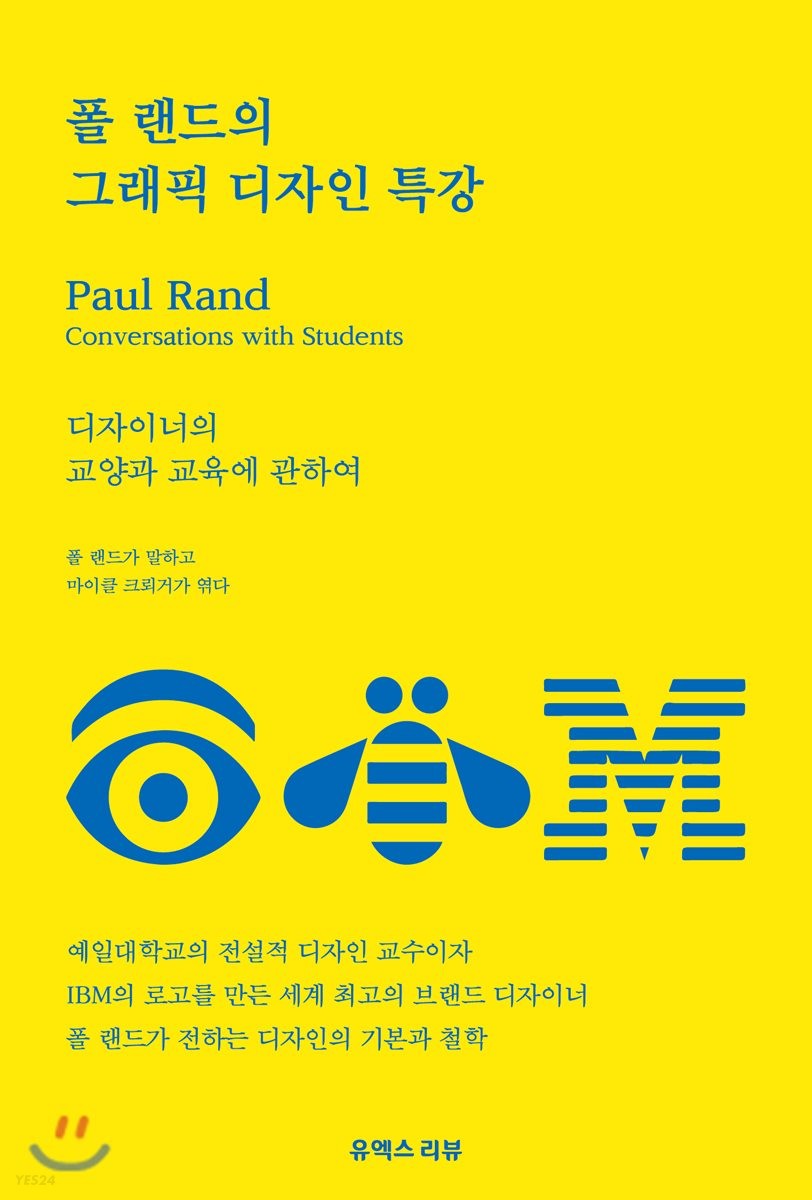 폴 랜드의
그래픽 디자인 특강
Paul Rand
Conversations with Students
디자이너의
교양과 교육에 관하여
폴 랜드가 말하고
마이클 크뢰거가 엮다
M
예일대학교의 전설적 디자인 교수이자
IBM의 로고를 만든 세계 최고의 브랜드 디자이너
폴 랜드가 전하는 디자인의 기본과 철학
유엑스 리뷰
YES24